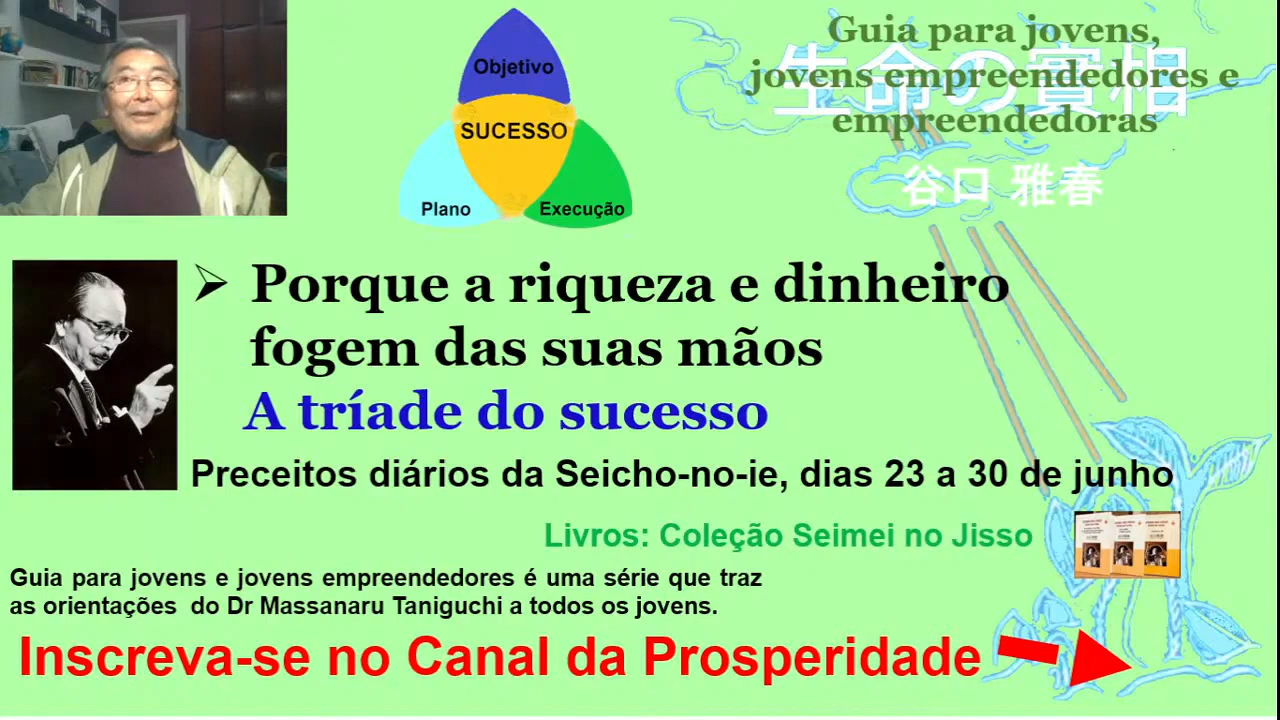 Guia para jovens,
jovens empreendedores e
empreendedoras
生命の實相
谷口 雅春
Objetivo
SUCESSO
Plano
Execução
➢ Porque a riqueza e dinheiro
fogem das suas mãos
A tríade do sucesso
Preceitos diários da Seicho-no-ie, dias 23 a 30 de junho
Livros: Coleção Seimei no Jisso
Guia para jovens e jovens empreendedores é uma série que traz
as orientações do Dr Massanaru Taniguchi a todos os jovens.
Inscreva-se no Canal da Prosperidade